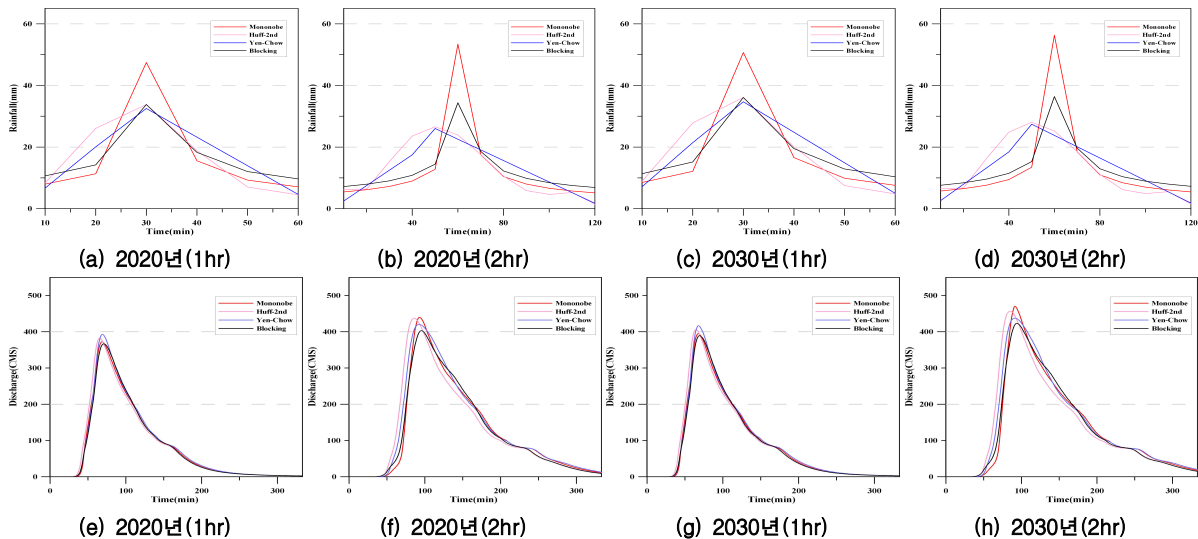 60
40
20
0
Rainfall(mm)
Mononobe
Huff-2nd
Yen-Chow
Blocking
10 20 30 40 50 60
Time(min)
(a) 2020년(1hr)
60
40
20
0
Rainfall(mm)
Mononobe
Huff-2nd
Yen-Chow
Blocking
40 80 120
Time(min)
(b) 2020년(2hr)
60
40
20
0
Rainfall(mm)
Mononobe
Huff-2nd
Yen-Chow
Blocking
10 20 30 40 50 60
Time(min)
(c) 2030년(1hr)
60
40
20
0
Rainfall(mm)
Mononobe
Huff-2nd
Yen-Chow
Blocking
40 80 120
Time(min)
(d) 2030년(2hr)
500
400
300
200
100
0
Discharge(CMS)
Mononobe
Huff-2nd
Yen-Chow
Blocking
0 100 200 300
Time(min)
(e) 2020년(1hr)
500
400
300
200
100
0
Discharge(CMS)
Mononobe
Huff-2nd
Yen-Chow
Blocking
0 100 200 300
Time(min)
(f) 2020년(2hr)
500
400
300
200
100
0
Discharge(CMS)
Mononobe
Huff-2nd
Yen-Chow
Blocking
0 100 200 300
Time(min)
(g) 2030년(1hr)
500
400
300
200
100
0
Discharge(CMS)
Mononobe
Huff-2nd
Yen-Chow
Blocking
0 100 200 300
Time(min)
(h) 2030년(2hr)